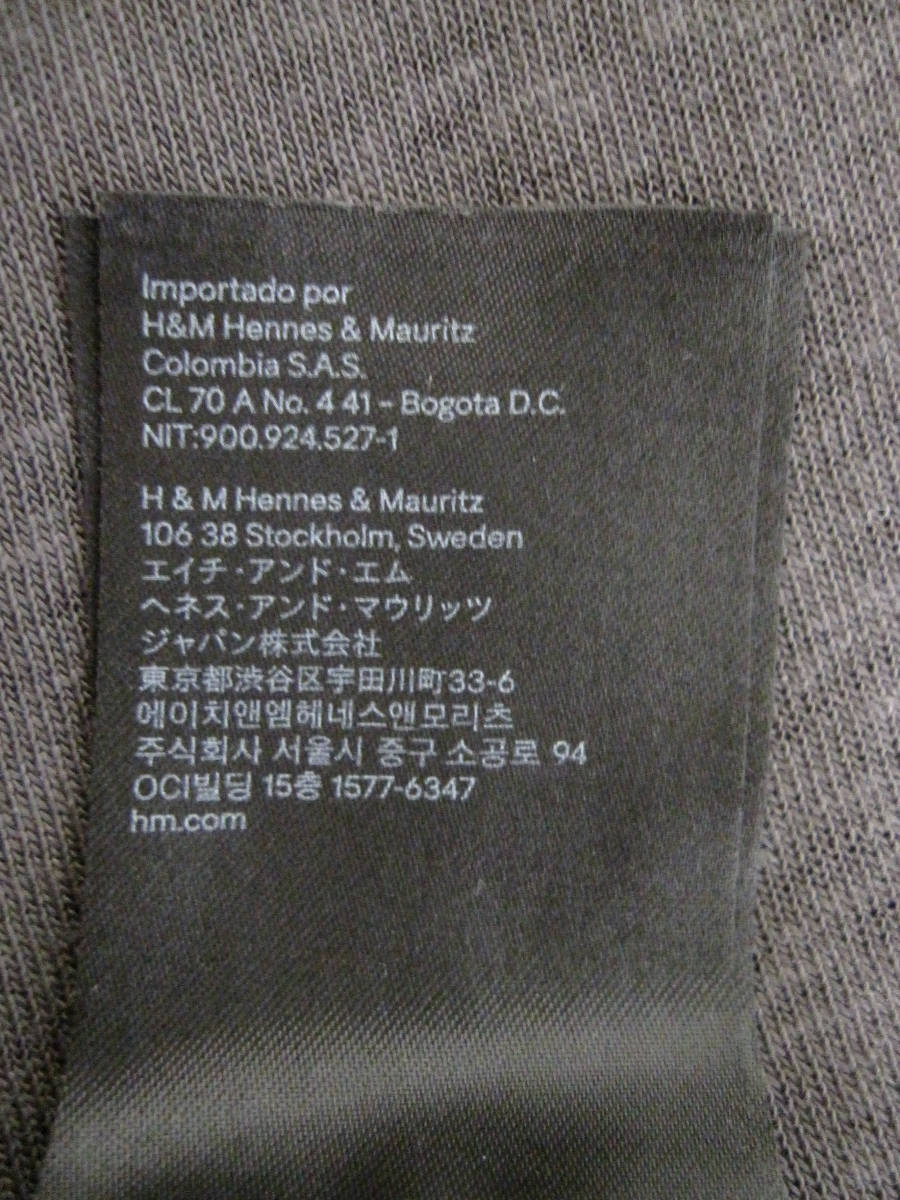 Importado por
H&M Hennes & Mauritz
Colombia S.A.S.
CL 70 A No. 4 41 - Bogota D.C.
NIT:900.924.527-1
H & M Hennes & Mauritz
106 38 Stockholm, Sweden
エイチ・アンド・エム
ヘネス・アンド・マウリッツ
ジャパン株式会社
東京都渋谷区宇田川町33-6
에이치앤엠헤네스앤모리츠
주식회사 서울시 중구 소공로 94
OCI빌딩 15층 1577-6347
hm.com